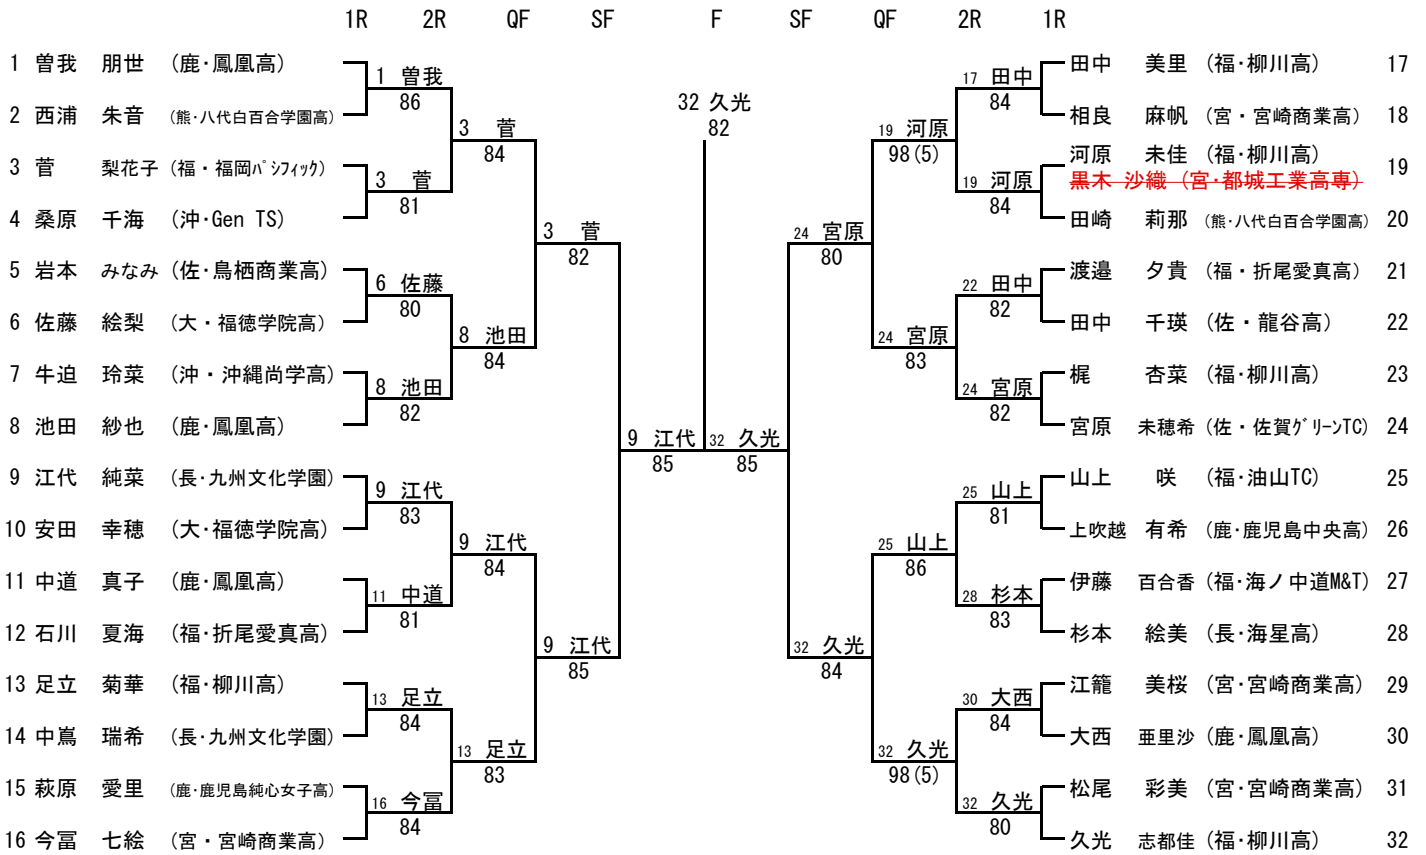 1R 2R QF SF F SF QF 2R 1R
1 曽我 朋世 (鹿・鳳凰高)
2 西浦 朱音 (熊・八代白百合学園高)
3 菅 梨花子 (福・福岡ﾊﾟｼﾌｨｯｸ)
4 桑原 千海 (沖・Gen TS)
5 岩本 みなみ (佐・鳥栖商業高)
6 佐藤 絵梨 (大・福徳学院高)
7 牛迫 玲菜 (沖・沖縄尚学高)
8 池田 紗也 (鹿・鳳凰高)
9 江代 純菜 (長・九州文化学園)
10 安田 幸穂 (大・福徳学院高)
11 中道 真子 (鹿・鳳凰高)
12 石川 夏海 (福・折尾愛真高)
13 足立 菊華 (福・柳川高)
14 中嶌 瑞希 (長・九州文化学園)
15 萩原 愛里 (鹿・鹿児島純心女子高)
16 今冨 七絵 (宮・宮崎商業高)
1 曽我
86
3 菅
81
6 佐藤
80
8 池田
82
9 江代
83
11 中道
81
13 足立
84
16 今冨
84
3 菅
84
8 池田
84
9 江代
84
13 足立
83
3 菅
82
9 江代
85
9 江代
85
32 久光
82
32 久光
85
24 宮原
80
32 久光
84
19 河原
98(5)
24 宮原
83
25 山上
86
32 久光
98(5)
17 田中
84
19 河原
84
22 田中
82
24 宮原
82
25 山上
81
28 杉本
83
30 大西
84
32 久光
80
田中 美里 (福・柳川高) 17
相良 麻帆 (宮・宮崎商業高) 18
河原 未佳 (福・柳川高) 19
黒木 沙織 (宮・都城工業高専)
田崎 莉那 (熊・八代白百合学園高) 20
渡邉 夕貴 (福・折尾愛真高) 21
田中 千瑛 (佐・龍谷高) 22
梶 杏菜 (福・柳川高) 23
宮原 未穂希 (佐・佐賀ｸﾞﾘｰﾝTC) 24
山上 咲 (福・油山TC) 25
上吹越 有希 (鹿・鹿児島中央高) 26
伊藤 百合香 (福・海ノ中道M&T) 27
杉本 絵美 (長・海星高) 28
江籠 美桜 (宮・宮崎商業高) 29
大西 亜里沙 (鹿・鳳凰高) 30
松尾 彩美 (宮・宮崎商業高) 31
久光 志都佳 (福・柳川高) 32